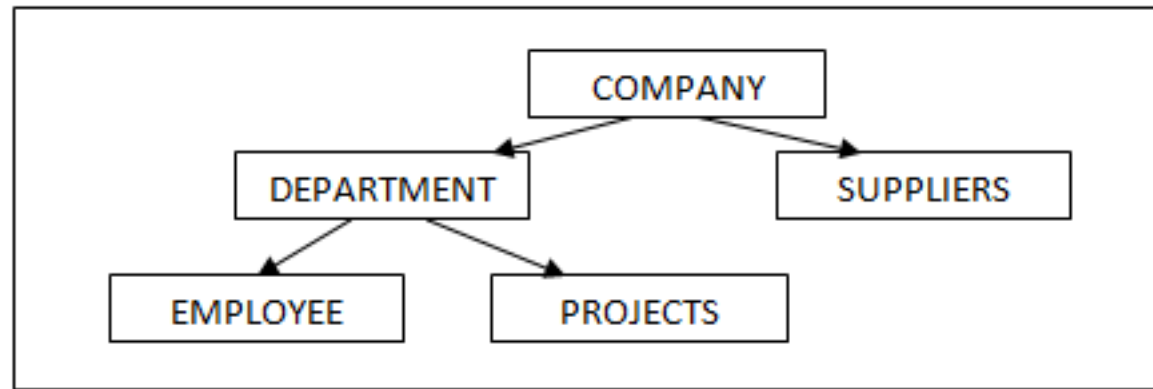 COMPANY
DEPARTMENT
SUPPLIERS
EMPLOYEE
PROJECTS